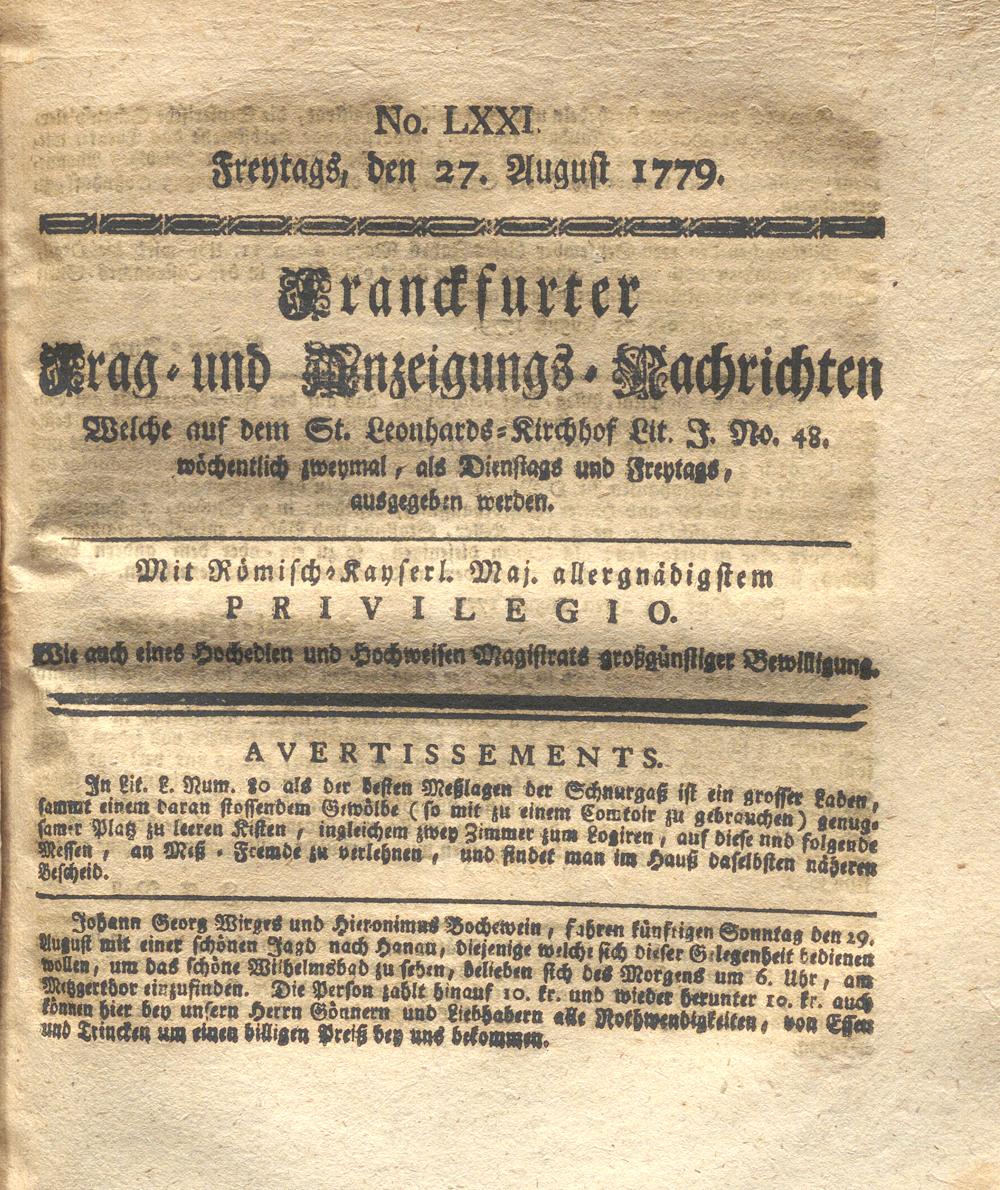 No. LXXI.
Freytags, den 27. August 1779.
Franckfurter
Frag-und Anzeigungs-Nachrichten
Welche auf dem St. Leonhards-Kirchhof Lit. J. No. 48.
wöchentlich zweymal, als Dienstags und Freytags,
ausgegeben werden.
Mit Römisch-Kayserl. Maj. allergnädigstem
PRIVILEGIO.
Wie auch eines Hochedlen und Hochweisen Magistrats großgünstiger Bewilligung.
AVERTISSEMENTS.
In Lit. L. Num. 80 als der besten Meßlagen der Schnurgaß ist ein grosser Laden,
sammt einem daran stossendem Gewölbe (so mit zu einem Comtoir zu gebrauchen) genug-
samer Platz zu leeren Kisten, ingleichem zwey Zimmer zum Logiren, auf diese und folgende
Messen, an Meß-Fremde zu verlehnen, und findet man im Hauß daselbsten näheren
Bescheid.
Johann Georg Wirges und Hieronimus Bochewein, fahren künftigen Sonntag den 29.
August mit einer schönen Jagd nach Hanau, diejenige welche sich dieser Gelegenheit bedienen
wollen, um das schöne Wilhelmsbad zu sehen, belieben sich des Morgens um 6. Uhr, am
Metzgerthor einzufinden. Die Person zahlt hinauf 10. kr. und wieder herunter 10. kr. auch
können hier bey unsern Herrn Gönnern und Liebhabern alle Nothwendigkeiten, von Essen
und Trincken um einen billigen Preiß bey uns bekommen.